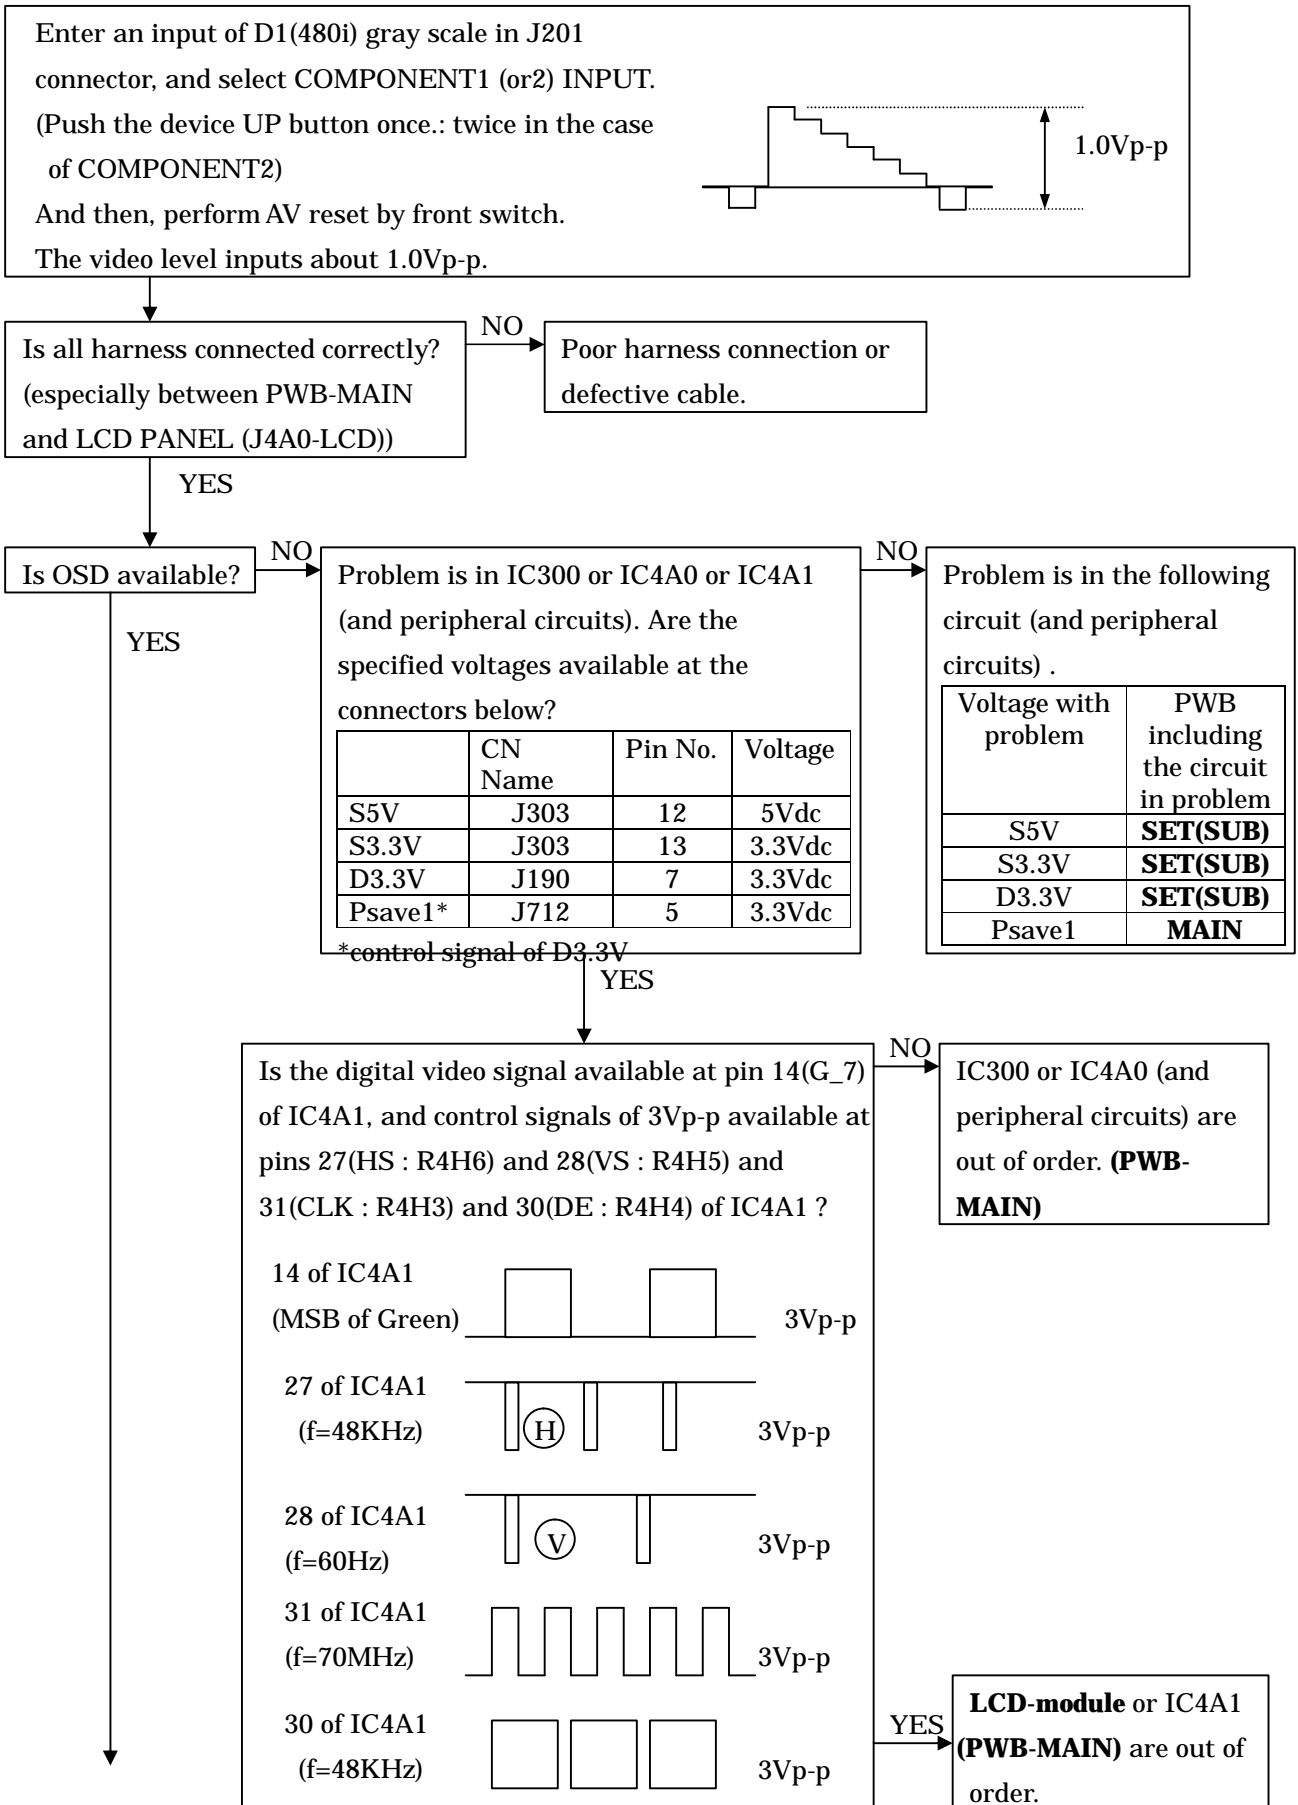 Enter an input of D1(480i) gray scale in J201
connector, and select COMPONENT1 (or2) INPUT.
(Push the device UP button once.: twice in the case
of COMPONENT2)
And then, perform AV reset by front switch.
The video level inputs about 1.0Vp-p.
1.0Vp-p
Is all harness connected correctly?
(especially between PWB-MAIN
and LCD PANEL (J4A0-LCD))
NO
Poor harness connection or
defective cable.
YES
Is OSD available?
NO
YES
Problem is in IC300 or IC4A0 or IC4A1
(and peripheral circuits). Are the
specified voltages available at the
connectors below?
CN Name Pin No. Voltage
S5V J303 12 5Vdc
S3.3V J303 13 3.3Vdc
D3.3V J190 7 3.3Vdc
Psave1* J712 5 3.3Vdc
*control signal of D3.3V
NO
Problem is in the following
circuit (and peripheral
circuits) .
Voltage with problem PWB including the circuit in problem
S5V SET(SUB)
S3.3V SET(SUB)
D3.3V SET(SUB)
Psave1 MAIN
YES
Is the digital video signal available at pin 14(G_7)
of IC4A1, and control signals of 3Vp-p available at
pins 27(HS : R4H6) and 28(VS : R4H5) and
31(CLK : R4H3) and 30(DE : R4H4) of IC4A1 ?
NO
IC300 or IC4A0 (and
peripheral circuits) are
out of order. (PWB-
MAIN)
14 of IC4A1
(MSB of Green)
3Vp-p
27 of IC4A1
(f=48KHz)
H
3Vp-p
28 of IC4A1
(f=60Hz)
V
3Vp-p
31 of IC4A1
(f=70MHz)
3Vp-p
30 of IC4A1
(f=48KHz)
3Vp-p
YES
LCD-module or IC4A1
(PWB-MAIN) are out of
order.